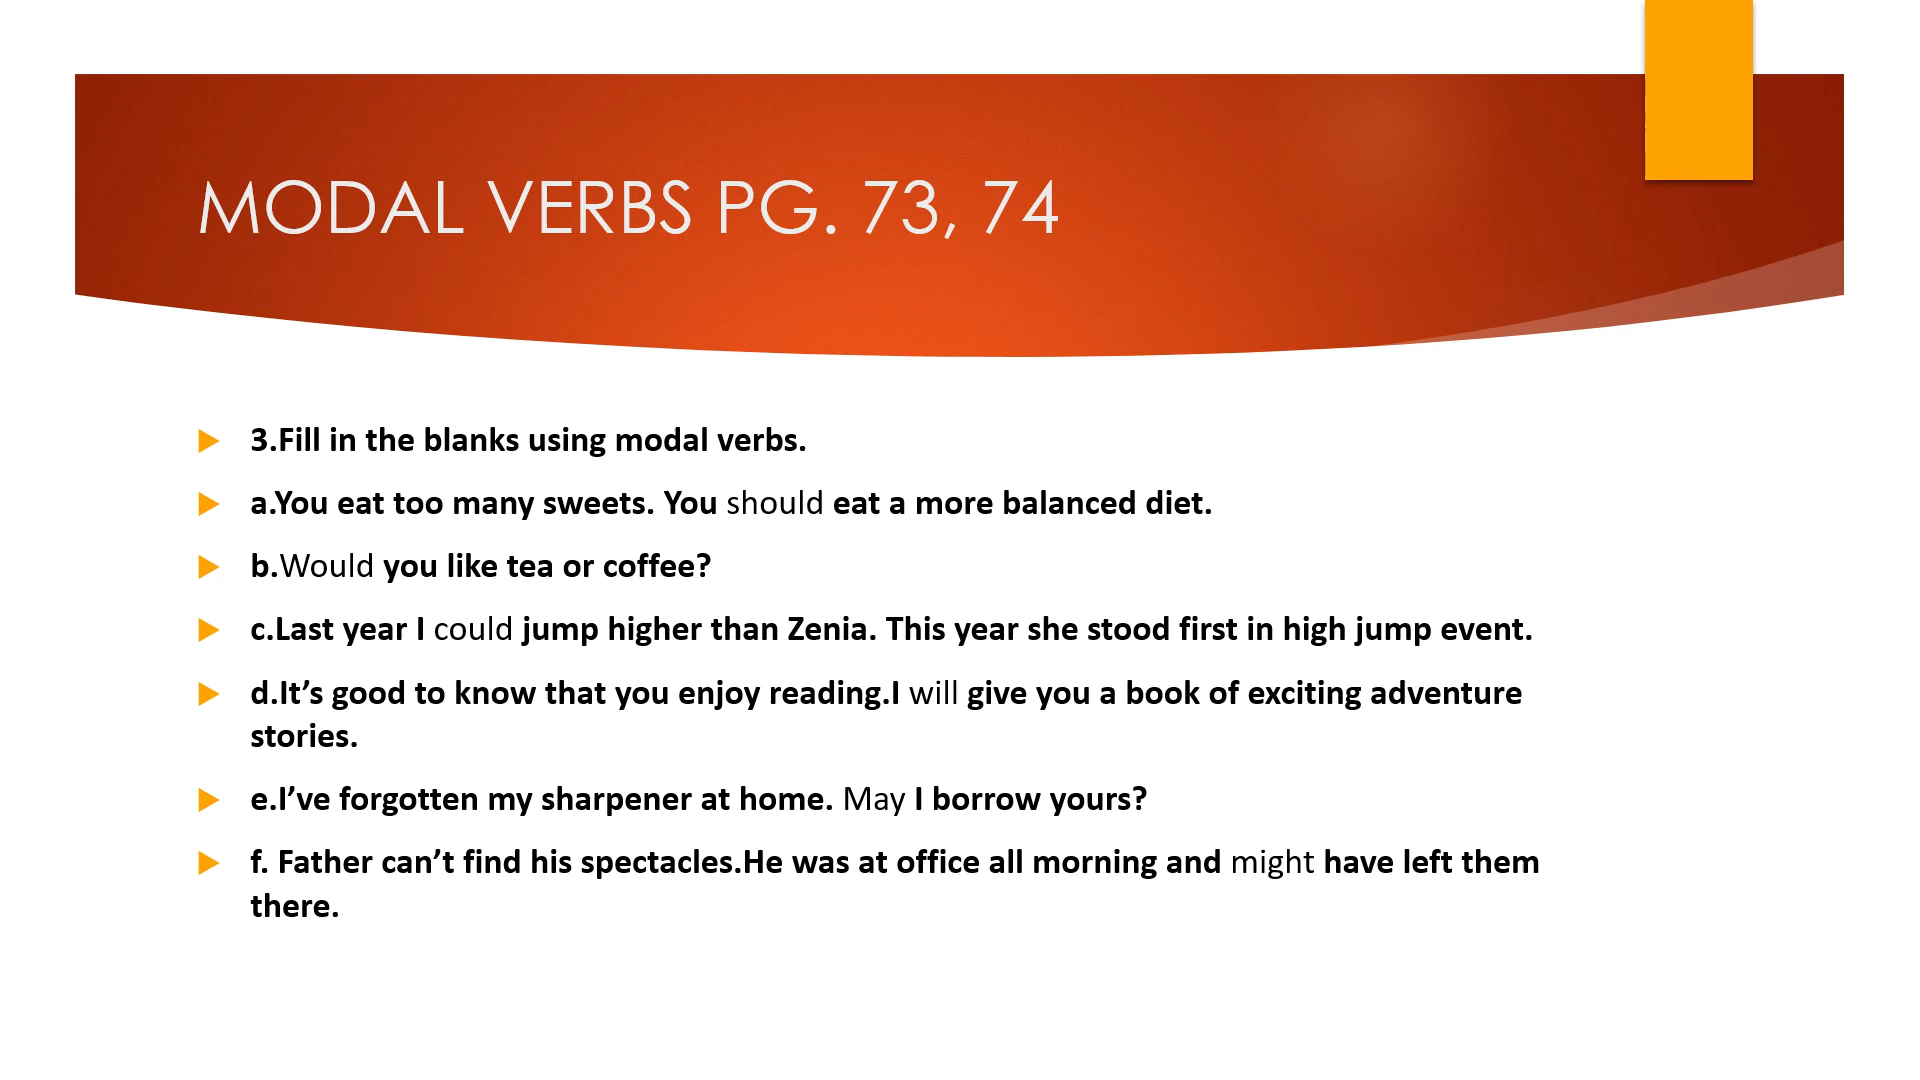 MODAL VERBS PG. 73, 74
3.Fill in the blanks using modal verbs.
a.You eat too many sweets. You should eat a more balanced diet.
b.Would you like tea or coffee?
c.Last year I could jump higher than Zenia. This year she stood first in high jump event.
d.It’s good to know that you enjoy reading.I will give you a book of exciting adventure
stories.
e.I’ve forgotten my sharpener at home. May I borrow yours?
f. Father can’t find his spectacles.He was at office all morning and might have left them
there.